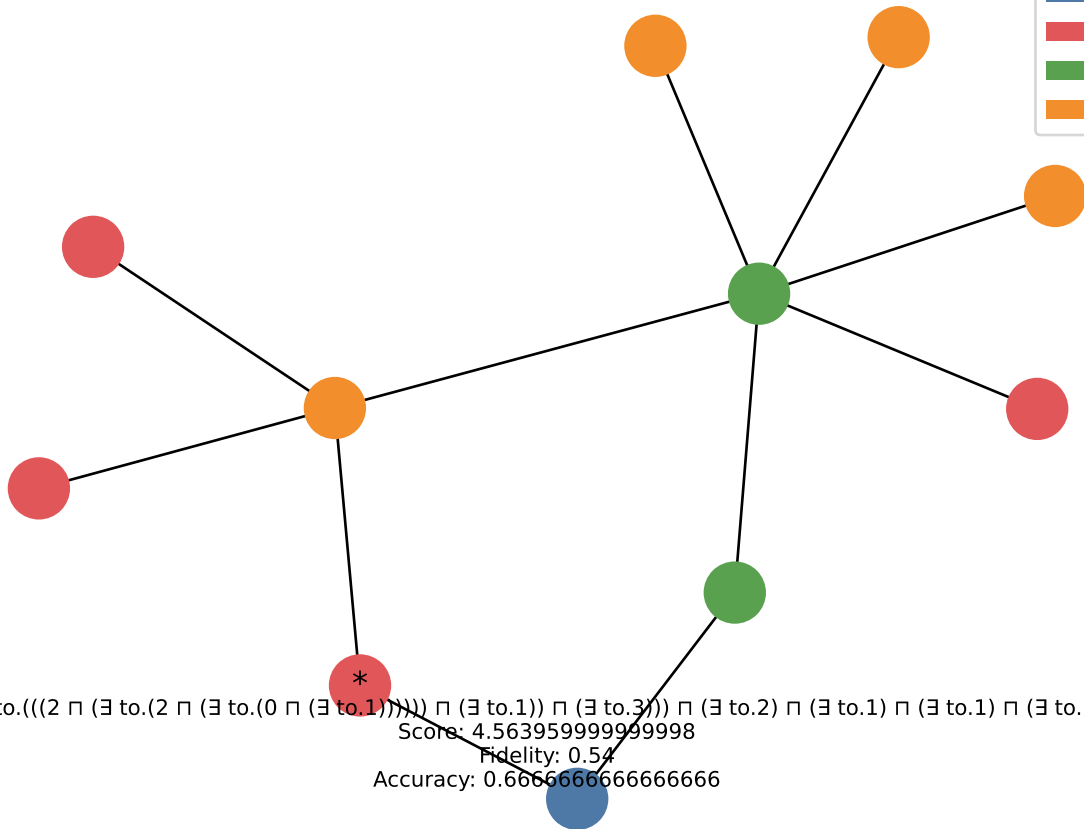 *
to.(((2 ⊓ (∃ to.(2 ⊓ (∃ to.(0 ⊓ (∃ to.1)))))) ⊓ (∃ to.1)) ⊓ (∃ to.3))) ⊓ (∃ to.2) ⊓ (∃ to.1) ⊓ (∃ to.1) ⊓ (∃ to.
Score: 4.563959999999998
Fidelity: 0.54
Accuracy: 0.6666666666666666